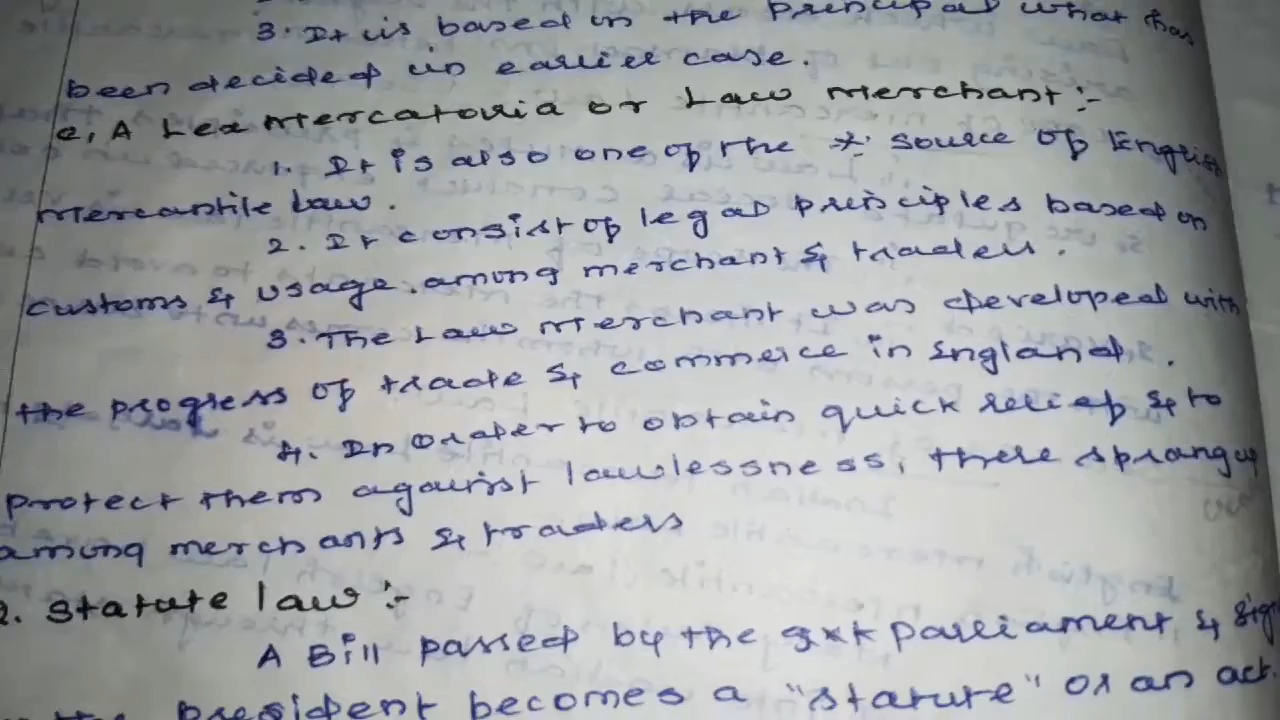 3. It is based on the principal what has
been decided in earlier case.
e, A Lex Mercatoria or Law Merchant :-
1. It is also one of the * source of English
Mercantile Law.
2. It consist of legal principles based on
customs & usage. among merchant & traders.
3. The Law Merchant was developed with
the progress of trade & commerce in England.
4. In order to obtain quick relief & to
protect them against lawlessness, there sprang up
among merchants & traders
2. Statute law :-
A Bill passed by the parliament & sign
the president becomes a "statute" or an act.